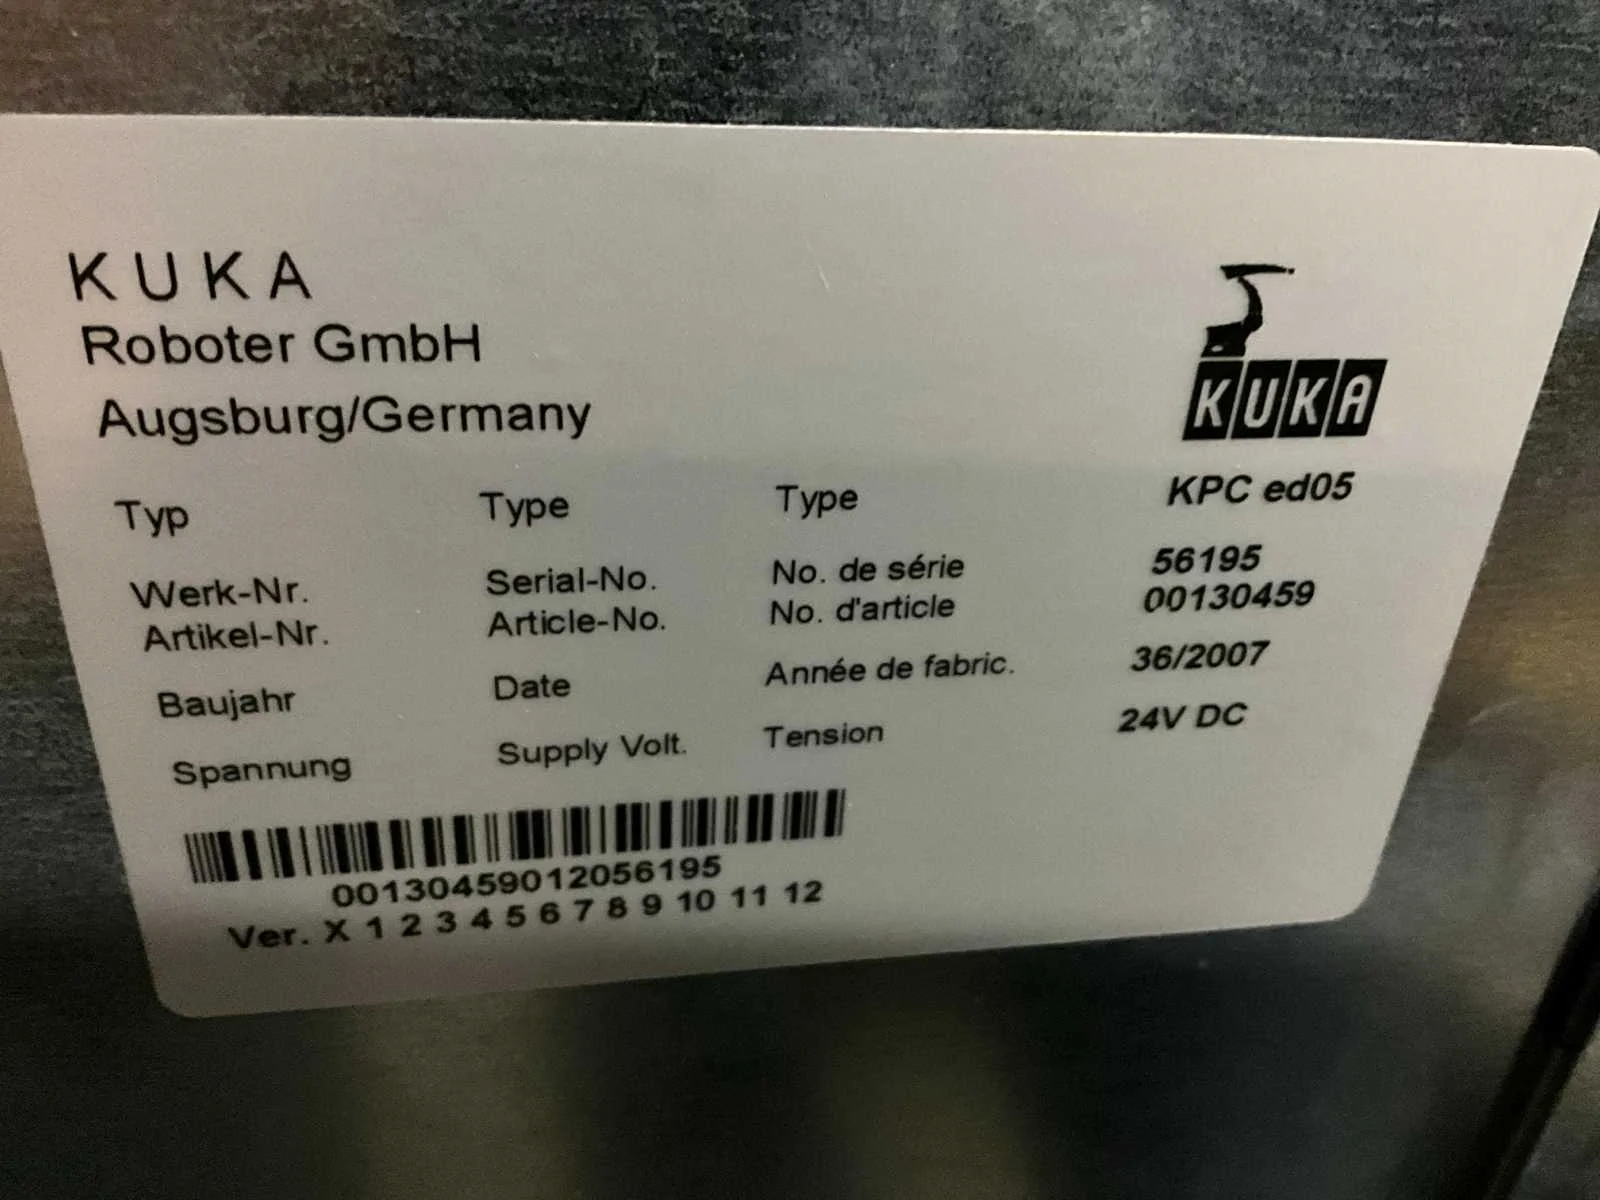 KUKA
Roboter GmbH
Augsburg/Germany
KUKA
Typ Type Type KPC ed05
Werk-Nr. Serial-No. No. de série 56195
Artikel-Nr. Article-No. No. d'article 00130459
Baujahr Date Année de fabric. 36/2007
Spannung Supply Volt. Tension 24V DC
00130459012056195
Ver. X 1 2 3 4 5 6 7 8 9 10 11 12